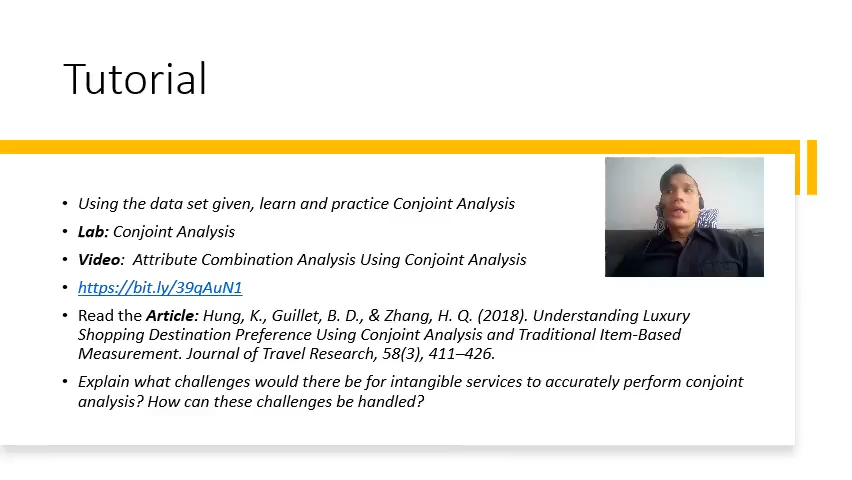 Tutorial
• Using the data set given, learn and practice Conjoint Analysis
• Lab: Conjoint Analysis
• Video: Attribute Combination Analysis Using Conjoint Analysis
• https://bit.ly/39qAuN1
• Read the Article: Hung, K., Guillet, B. D., & Zhang, H. Q. (2018). Understanding Luxury
Shopping Destination Preference Using Conjoint Analysis and Traditional Item-Based
Measurement. Journal of Travel Research, 58(3), 411–426.
• Explain what challenges would there be for intangible services to accurately perform conjoint
analysis? How can these challenges be handled?